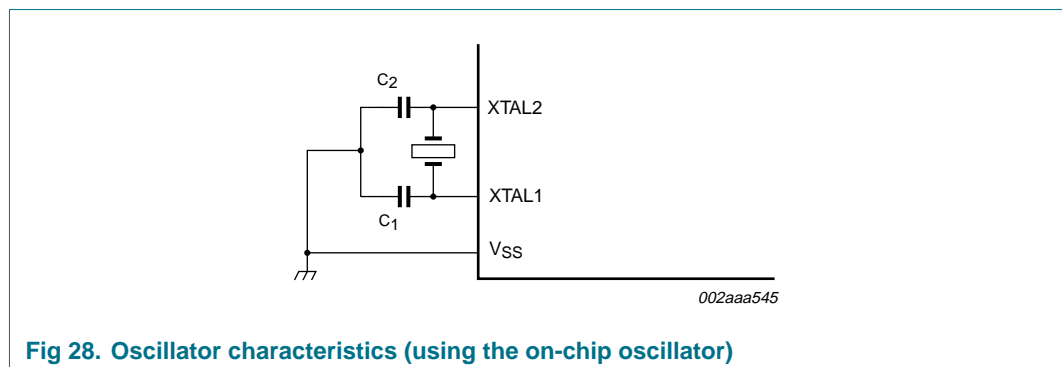 C2
XTAL2
XTAL1
C1
VSS
002aaa545
Fig 28. Oscillator characteristics (using the on-chip oscillator)